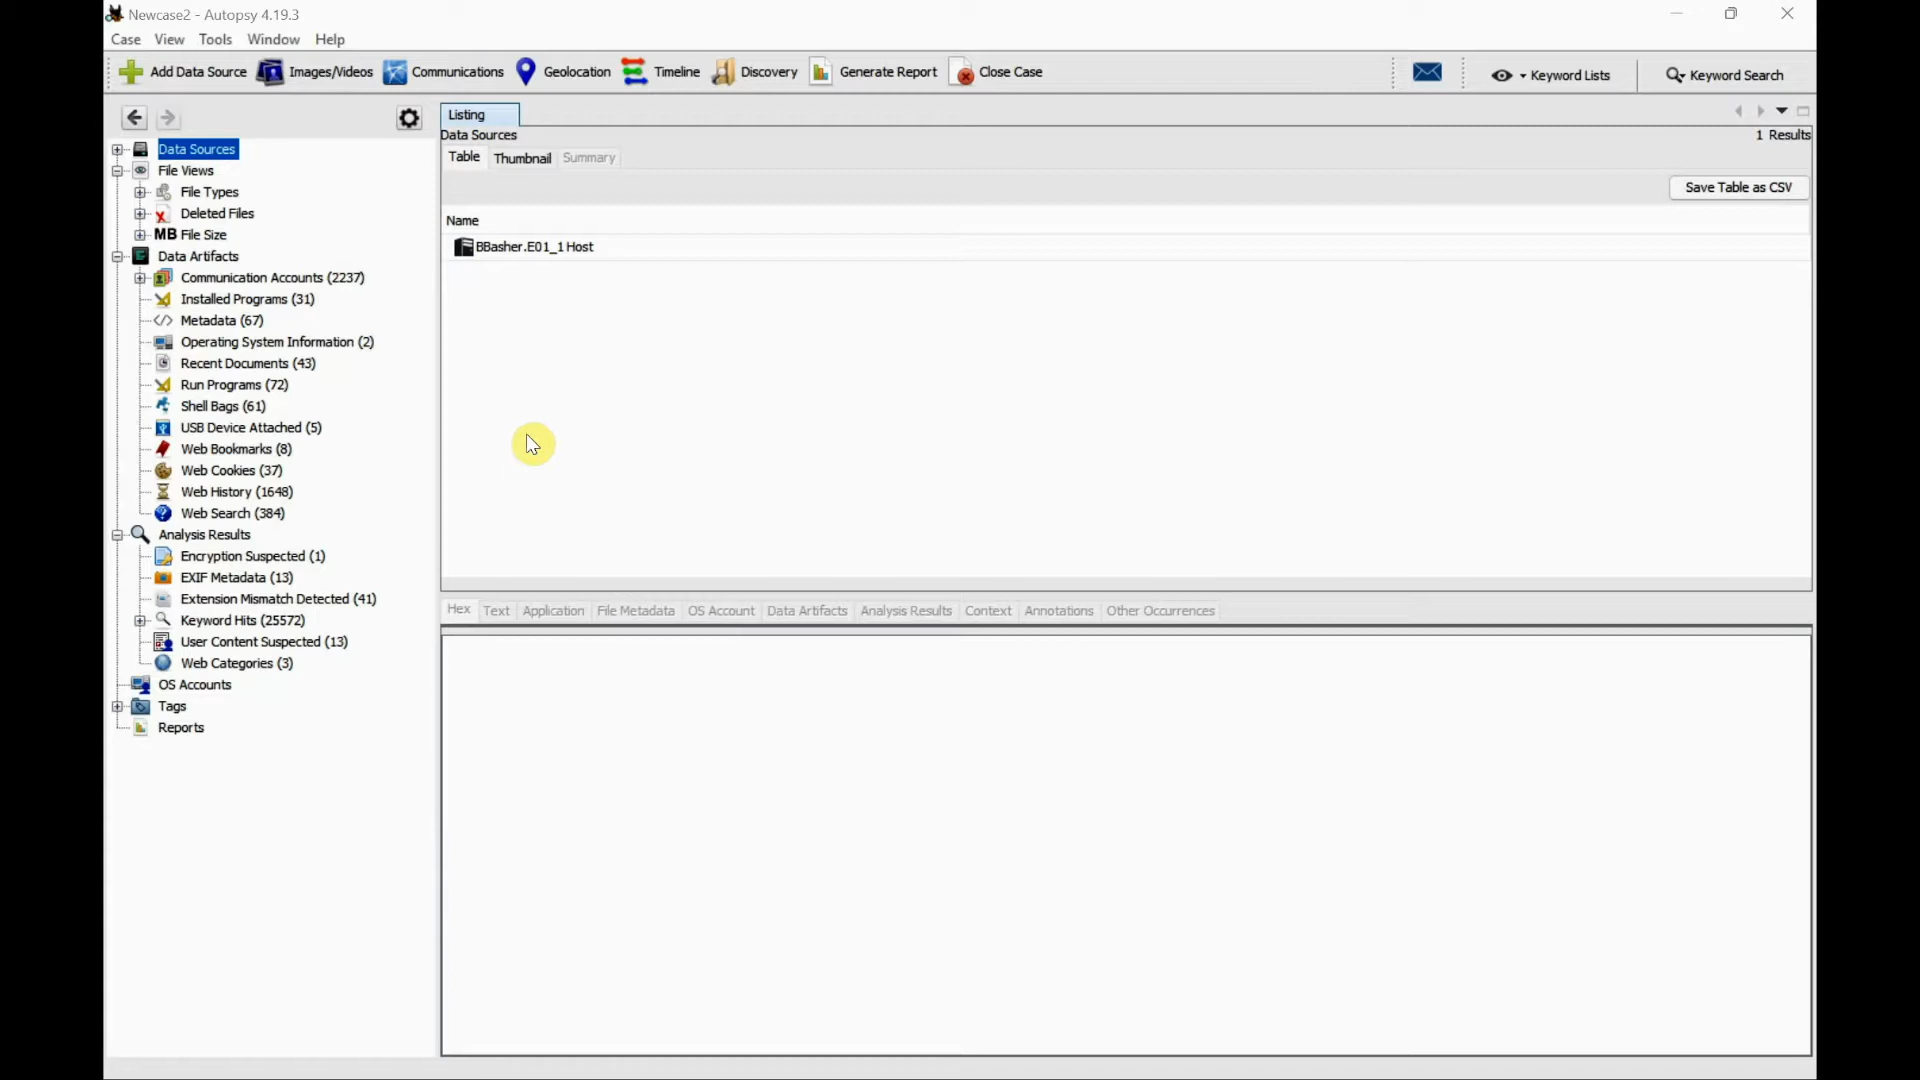 Newcase2 - Autopsy 4.19.3
Case View Tools Window Help
Add Data Source Images/Videos Communications Geolocation Timeline Discovery Generate Report Close Case Keyword Lists Keyword Search
Listing
Data Sources 1 Results
Table Thumbnail Summary
Save Table as CSV
Name
BBasher.E01_1 Host
Data Sources
File Views
File Types
Deleted Files
MB File Size
Data Artifacts
Communication Accounts (2237)
Installed Programs (31)
Metadata (67)
Operating System Information (2)
Recent Documents (43)
Run Programs (72)
Shell Bags (61)
USB Device Attached (5)
Web Bookmarks (8)
Web Cookies (37)
Web History (1648)
Web Search (384)
Analysis Results
Encryption Suspected (1)
EXIF Metadata (13)
Extension Mismatch Detected (41)
Keyword Hits (25572)
User Content Suspected (13)
Web Categories (3)
OS Accounts
Tags
Reports
Hex Text Application File Metadata OS Account Data Artifacts Analysis Results Context Annotations Other Occurrences